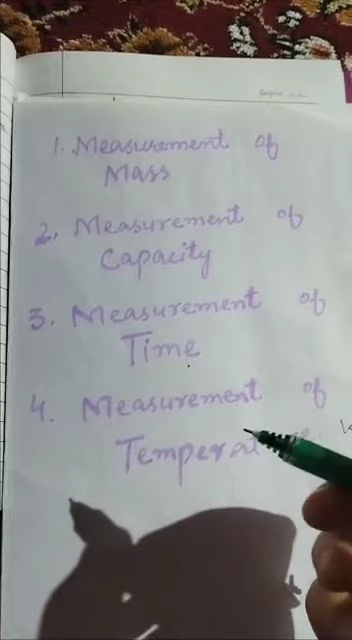 1. Measurement of
Mass
2. Measurement of
Capacity
3. Measurement of
Time
4. Measurement of